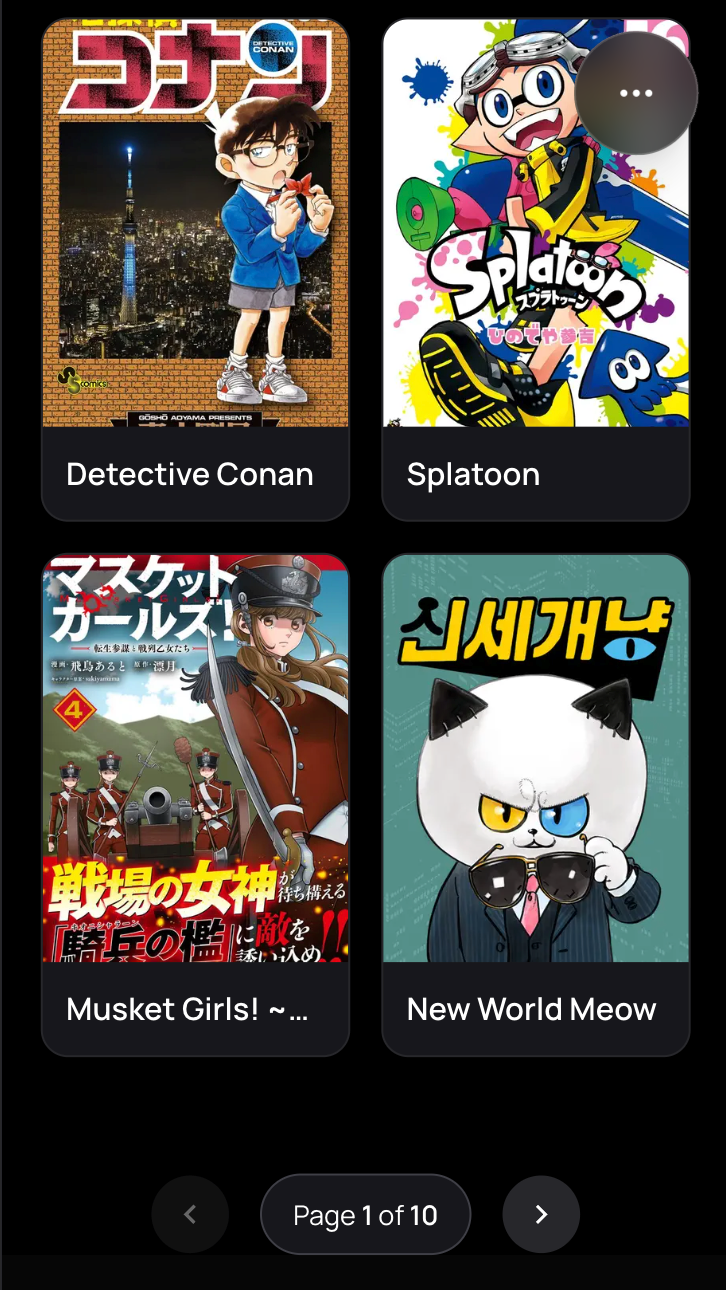 コナン
DETECTIVE
CONAN
comics
GŌSHŌ AOYAMA PRESENTS
Detective Conan
Splatoon
スプラトゥーン
ひのでや参吉
Splatoon
マスケット
ガールズ!
転生参謀と戦列乙女たち
漫画・飛鳥あると 原作・漂月
4
戦場の女神が
待ち構える
「騎兵の檻」に敵を
誘い込め!!
Musket Girls! ~...
신세개냥
New World Meow
Page 1 of 10